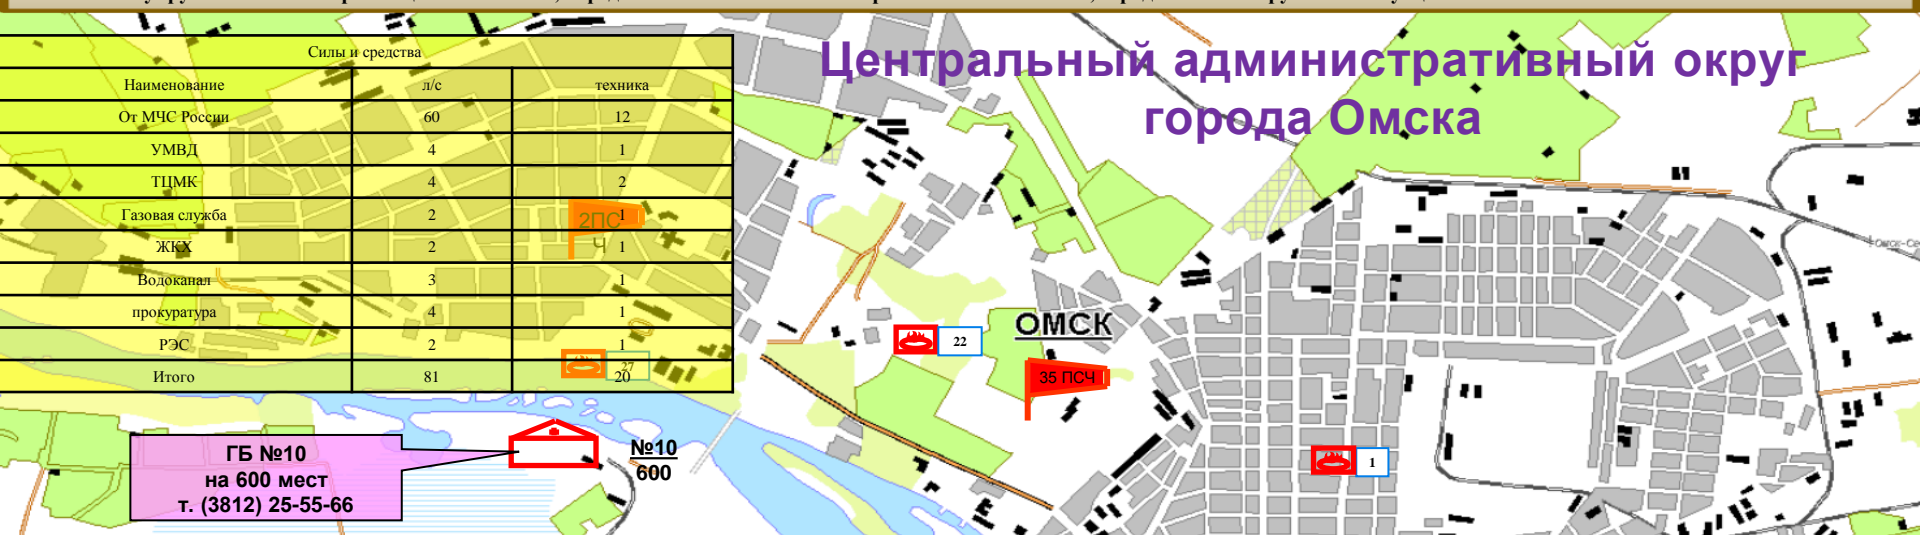 Центральный административный округ
города Омска
Силы и средства
Наименование л/с техника
От МЧС России 60 12
УМВД 4 1
ТЦМК 4 2
Газовая служба 2 1
ЖКХ 2 1
Водоканал 3 1
прокуратура 4 1
РЭС 2 1
Итого 81 20
2ПС
Ч
27
22
ОМСК
35 ПСЧ
1
ГБ №10
на 600 мест
т. (3812) 25-55-66
№10
600